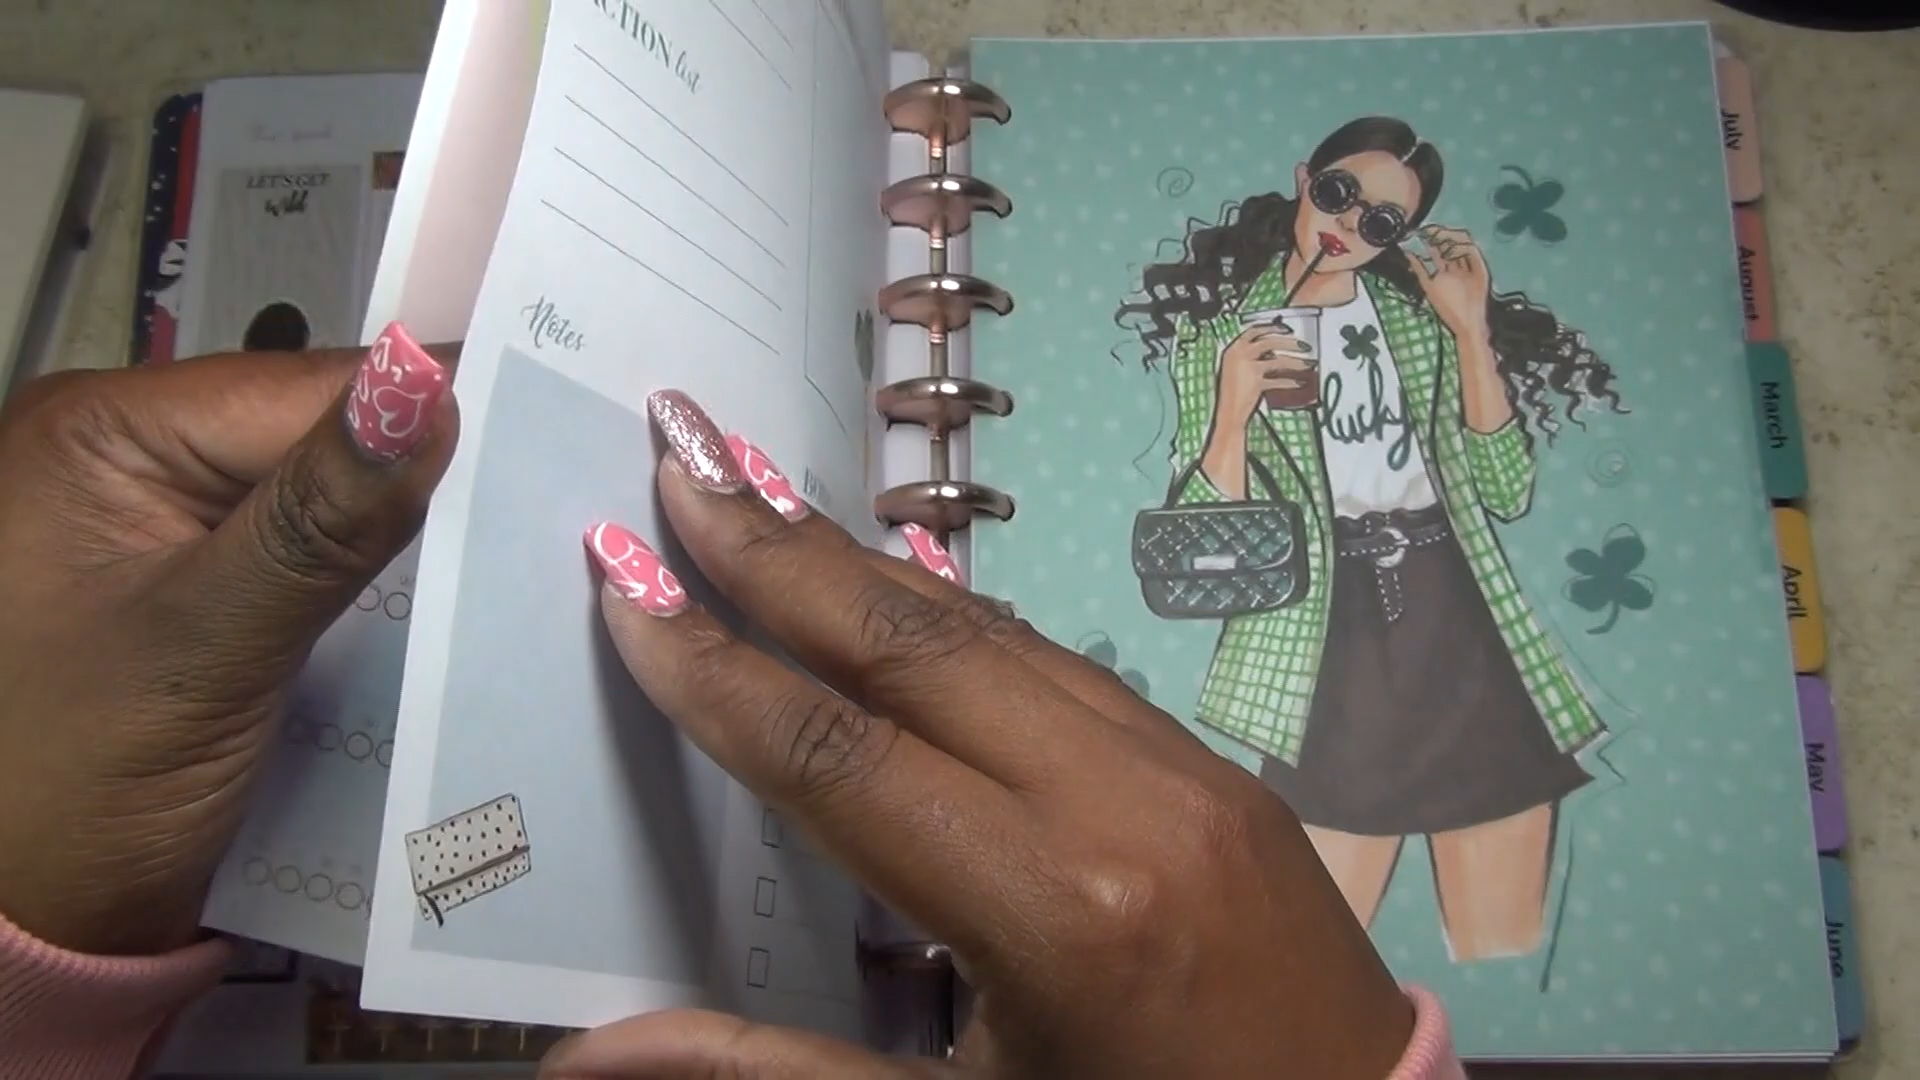 LET'S GET
wild
ACTION list
Notes
lucky
July
August
March
April
May
June